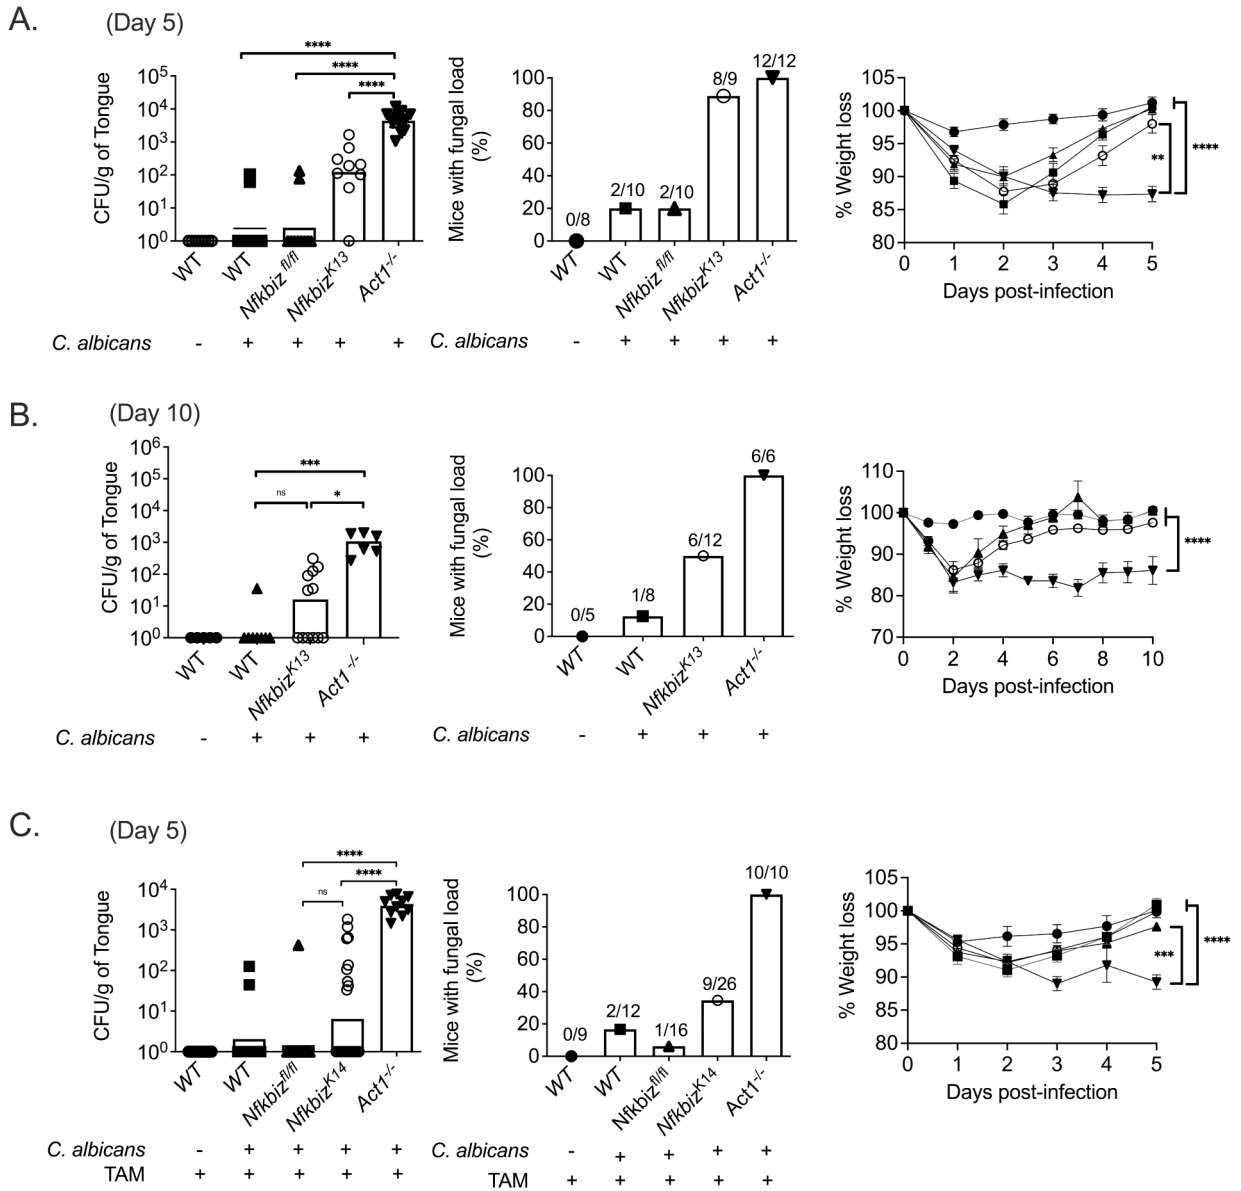 A. (Day 5)
CFU/g of Tongue
10^5
10^4
10^3
10^2
10^1
10^0
****
****
****
WT
WT
Nfkbiz^fl/fl
Nfkbiz^K13
Act1^-/-
C. albicans - + + + +
Mice with fungal load
(%)
100
80
60
40
20
0
0/8
2/10
2/10
8/9
12/12
WT
WT
Nfkbiz^fl/fl
Nfkbiz^K13
Act1^-/-
C. albicans - + + + +
% Weight loss
105
100
95
90
85
80
**
****
0 1 2 3 4 5
Days post-infection
B. (Day 10)
CFU/g of Tongue
10^6
10^5
10^4
10^3
10^2
10^1
10^0
***
ns
*
WT
WT
Nfkbiz^K13
Act1^-/-
C. albicans - + + +
Mice with fungal load
(%)
100
80
60
40
20
0
0/5
1/8
6/12
6/6
WT
WT
Nfkbiz^K13
Act1^-/-
C. albicans - + + +
% Weight loss
110
100
90
80
70
****
0 2 4 6 8 10
Days post-infection
C. (Day 5)
CFU/g of Tongue
10^4
10^3
10^2
10^1
10^0
****
****
ns
WT
WT
Nfkbiz^fl/fl
Nfkbiz^K14
Act1^-/-
C. albicans - + + + +
TAM + + + + +
Mice with fungal load
(%)
100
80
60
40
20
0
0/9
2/12
1/16
9/26
10/10
WT
WT
Nfkbiz^fl/fl
Nfkbiz^K14
Act1^-/-
C. albicans - + + + +
TAM + + + + +
% Weight loss
105
100
95
90
85
80
***
****
0 1 2 3 4 5
Days post-infection